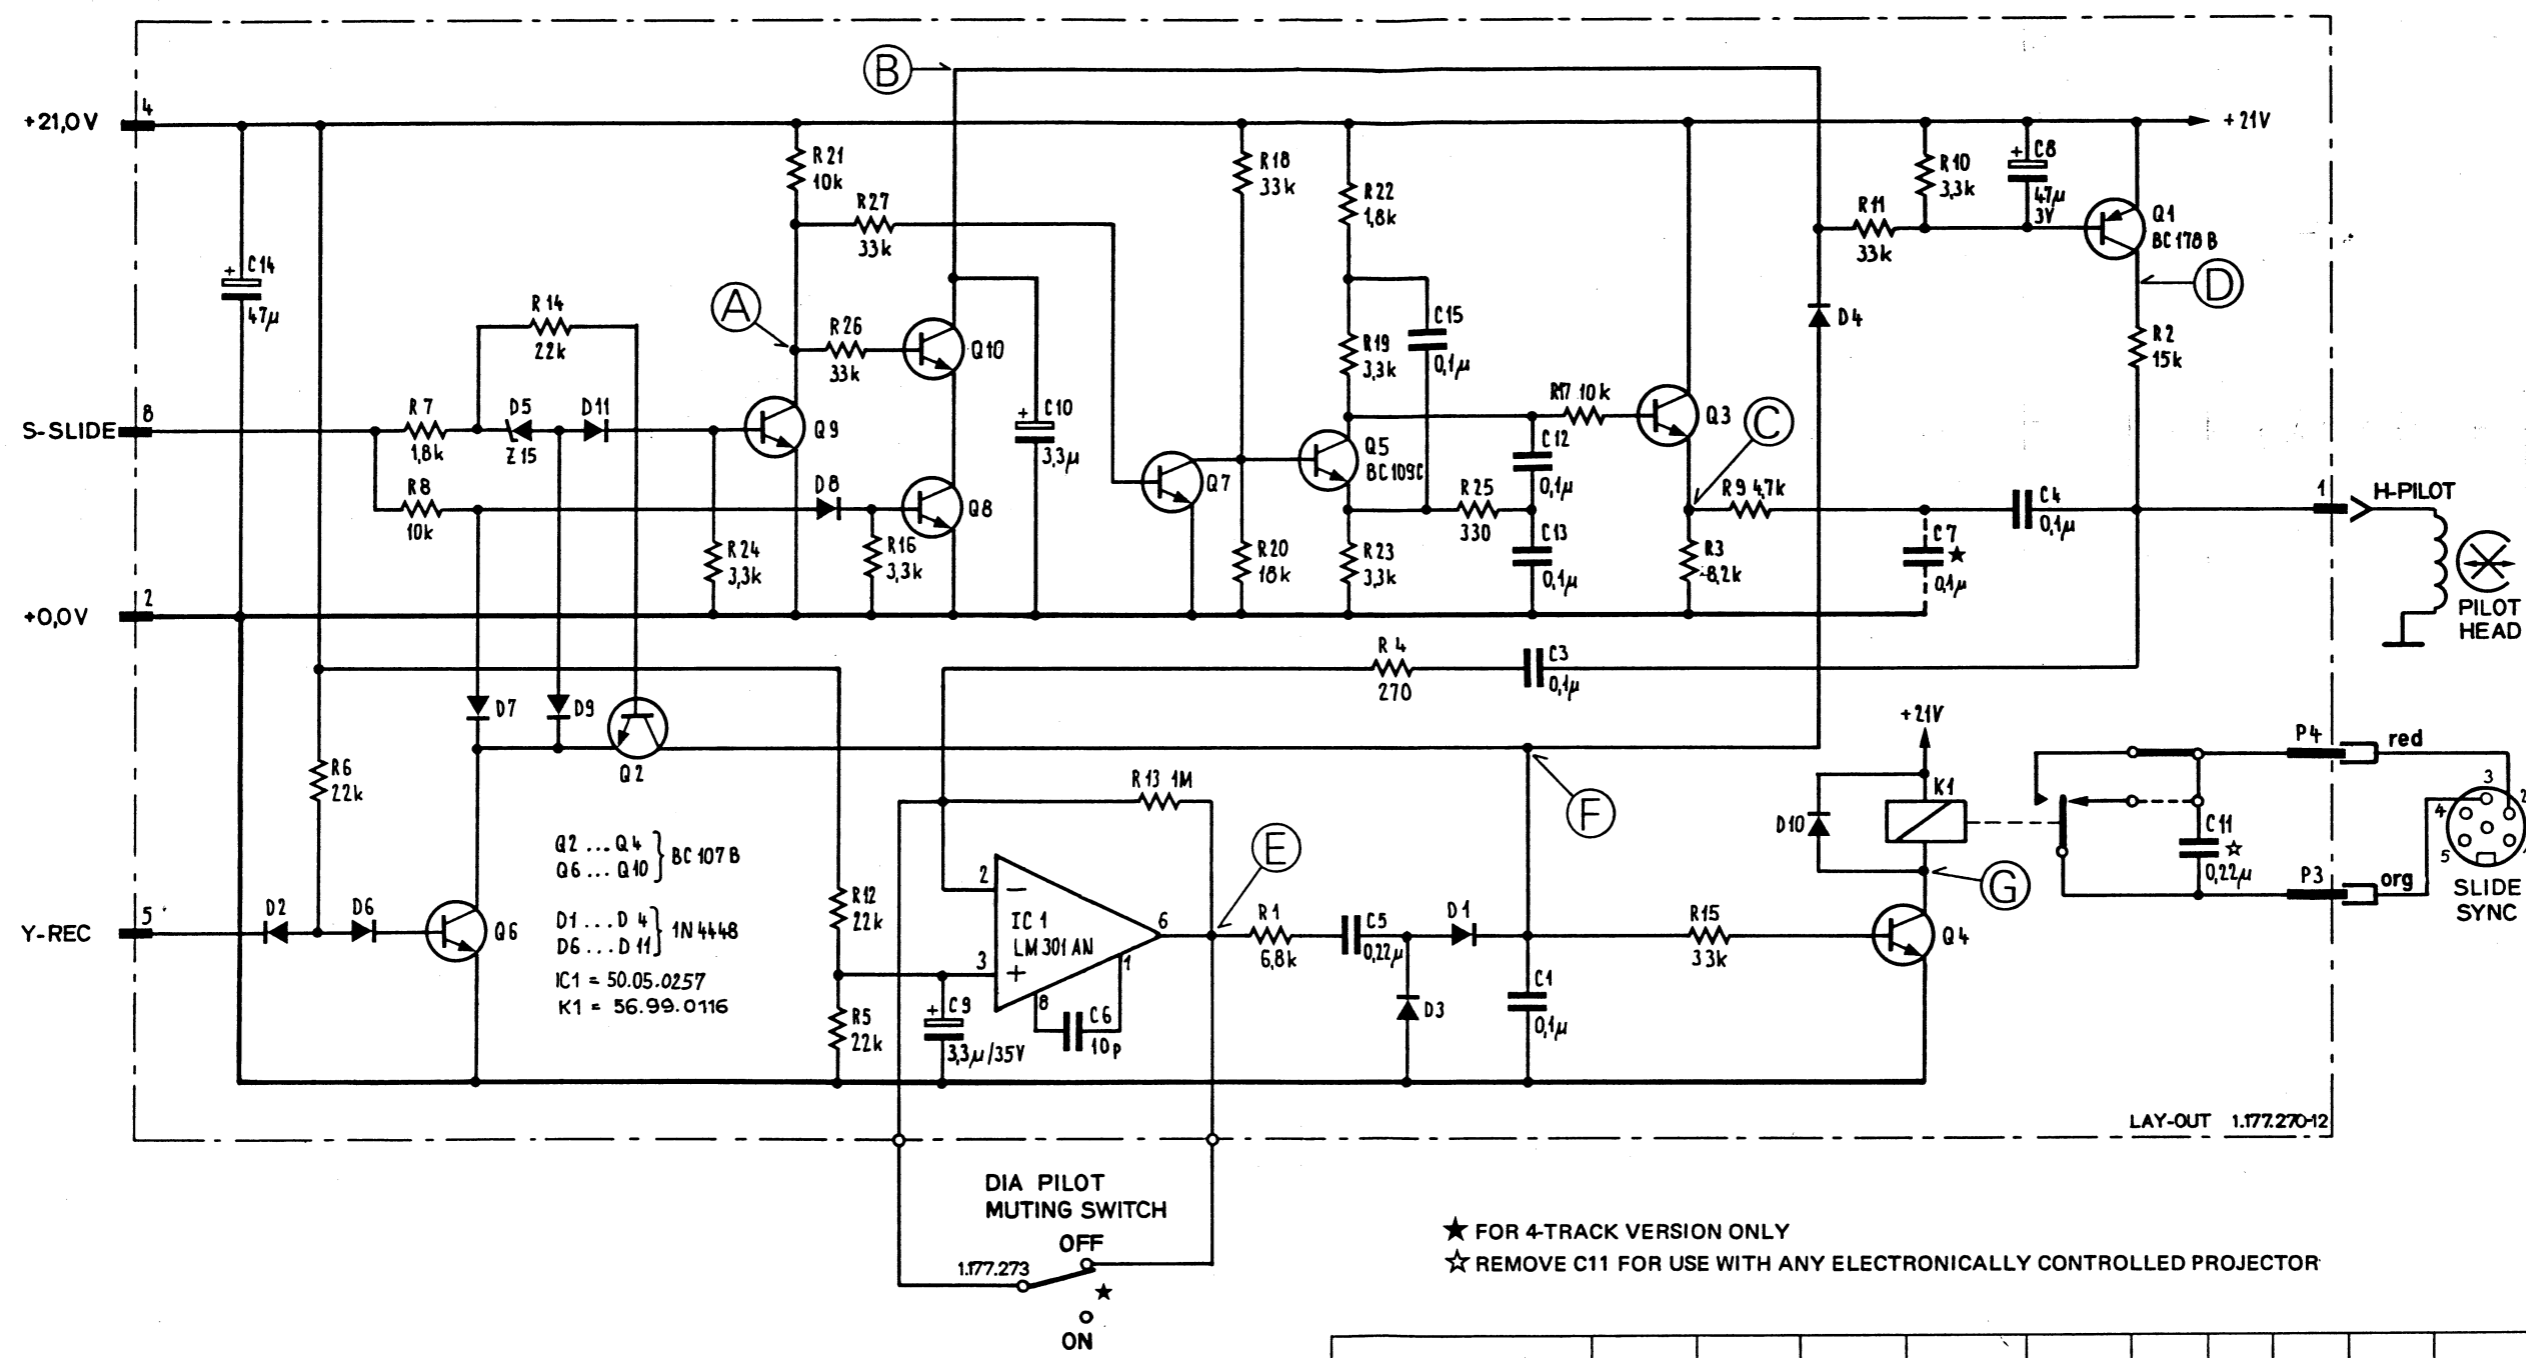 B
+21,0V
4
+21V
R21
10k
R18
33k
R22
1,8k
R10
3,3k
+
C8
47µ
3V
Q1
BC 178 B
R27
33k
R11
33k
D
+
C14
47µ
R14
22k
A
R26
33k
Q10
C15
0,1µ
R19
3,3k
D4
R2
15k
S-SLIDE
8
R7
1,8k
D5
Z15
D11
Q9
+
C10
3,3µ
R17 10k
Q3
C
Q5
BC109C
C12
0,1µ
Q7
R8
10k
D8
Q8
R25
330
R9 4,7k
C4
0,1µ
1
H-PILOT
R24
3,3k
R16
3,3k
R20
18k
R23
3,3k
C13
0,1µ
R3
8,2k
C7 ★
0,1µ
PILOT
HEAD
+0,0V
2
R4
270
C3
0,1µ
D7
D9
Q2
+21V
P4
red
R6
22k
R13 1M
F
K1
D10
3
4
2
5
C11 ☆
0,22µ
Q2 ... Q4
Q6 ... Q10
} BC 107 B
E
G
P3
org
SLIDE
SYNC
2
−
IC 1
LM 301 AN
6
3
+
1
8
R12
22k
R1
6,8k
C5
0,22µ
D1
R15
33k
Q4
Y-REC
5
D2
D6
Q6
D1 ... D4
D6 ... D11
} 1N 4448
IC1 = 50.05.0257
K1 = 56.99.0116
R5
22k
+
C9
3,3µ/35V
C6
10p
D3
C1
0,1µ
LAY-OUT 1.177.270-12
DIA PILOT
MUTING SWITCH
OFF
1.177.273
★
ON
★ FOR 4-TRACK VERSION ONLY
☆ REMOVE C11 FOR USE WITH ANY ELECTRONICALLY CONTROLLED PROJECTOR